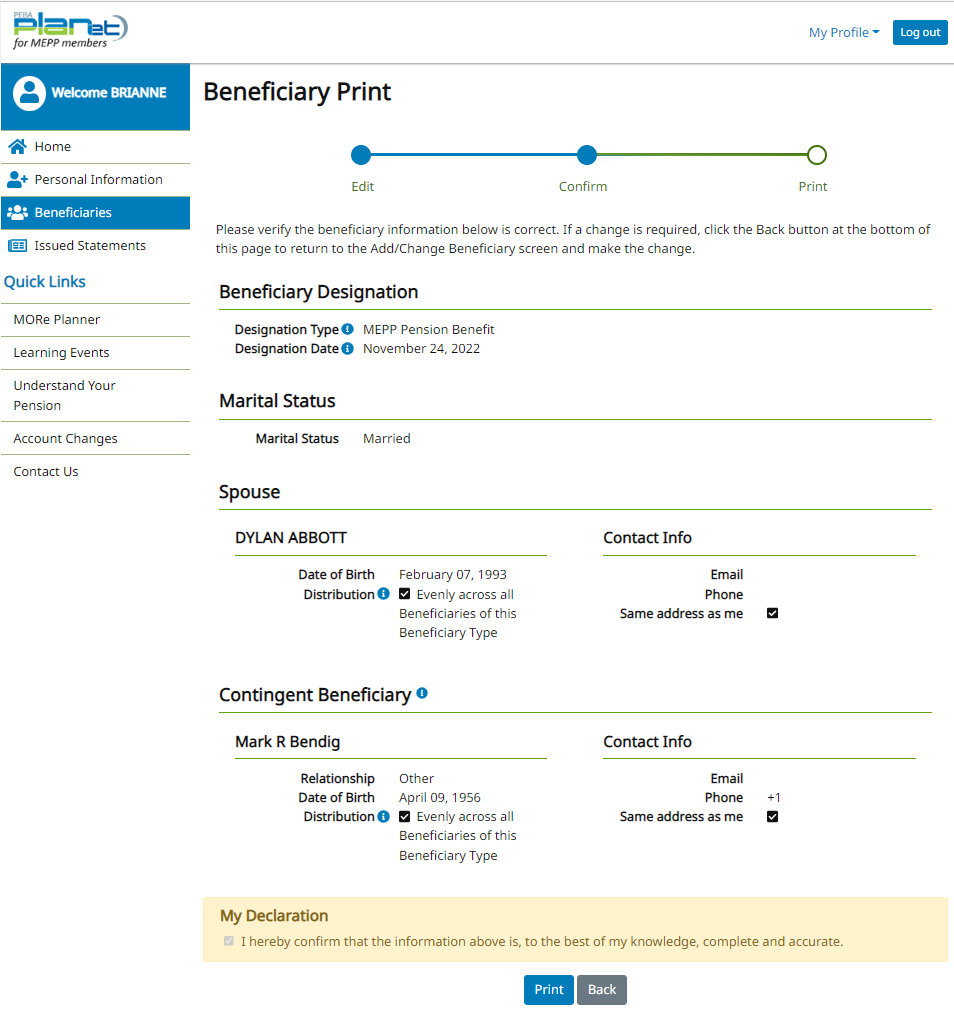 PEBA
planet
for MEPP members
My Profile
Log out
Welcome BRIANNE
Home
Personal Information
Beneficiaries
Issued Statements
Quick Links
MORe Planner
Learning Events
Understand Your
Pension
Account Changes
Contact Us
Beneficiary Print
Edit Confirm Print
Please verify the beneficiary information below is correct. If a change is required, click the Back button at the bottom of
this page to return to the Add/Change Beneficiary screen and make the change.
Beneficiary Designation
Designation Type MEPP Pension Benefit
Designation Date November 24, 2022
Marital Status
Marital Status Married
Spouse
DYLAN ABBOTT
Date of Birth February 07, 1993
Distribution Evenly across all
Beneficiaries of this
Beneficiary Type
Contact Info
Email
Phone
Same address as me
Contingent Beneficiary
Mark R Bendig
Relationship Other
Date of Birth April 09, 1956
Distribution Evenly across all
Beneficiaries of this
Beneficiary Type
Contact Info
Email
Phone +1
Same address as me
My Declaration
I hereby confirm that the information above is, to the best of my knowledge, complete and accurate.
Print Back